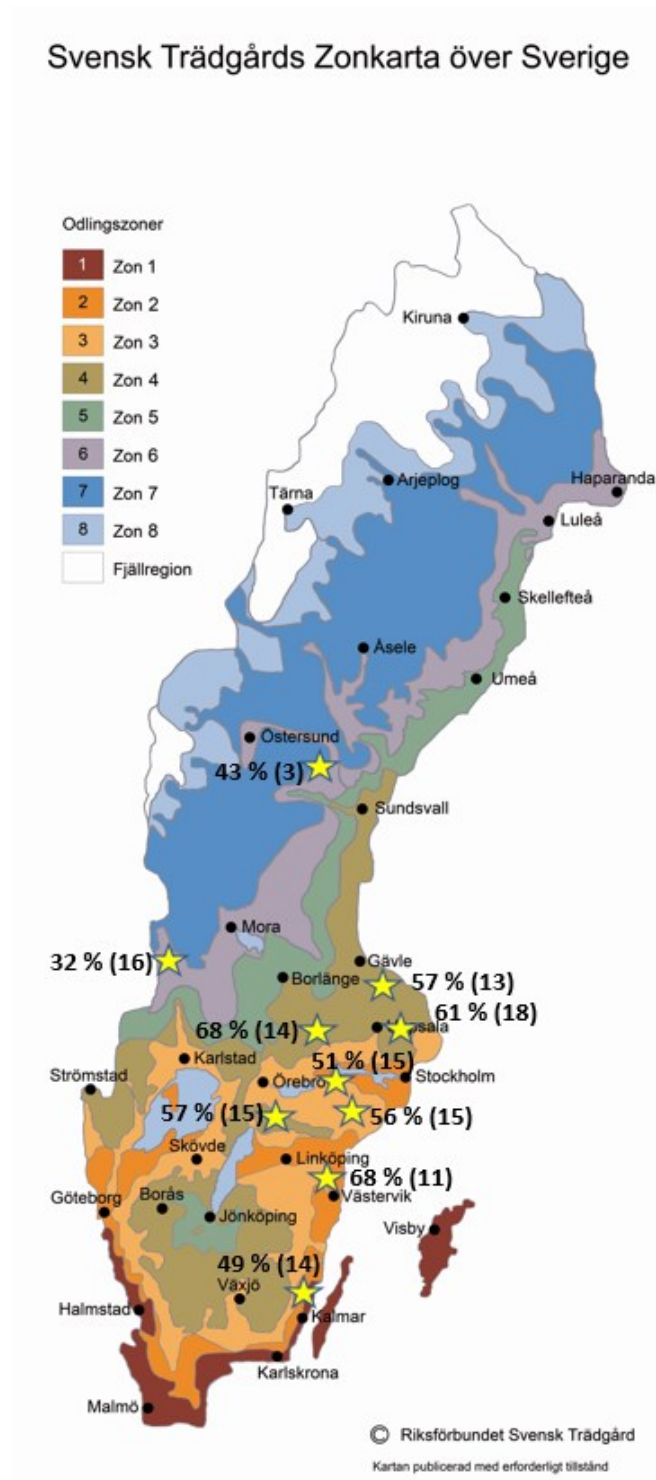 Svensk Trädgårds Zonkarta över Sverige
Odlingszoner
1 Zon 1
2 Zon 2
3 Zon 3
4 Zon 4
5 Zon 5
6 Zon 6
7 Zon 7
8 Zon 8
Fjällregion
Kiruna
Arjeplog
Haparanda
Tärna
Luleå
Skellefteå
Åsele
Umeå
Östersund
43 % (3)
Sundsvall
Mora
32 % (16)
Gävle
Borlänge
57 % (13)
61 % (18)
68 % (14)
sala
51 % (15)
Karlstad
Strömstad
Örebro
Stockholm
57 % (15)
56 % (15)
Skövde
Linköping
68 % (11)
Västervik
Göteborg
Borås
Jönköping
Visby
49 % (14)
Växjö
Halmstad
Kalmar
Karlskrona
Malmö
© Riksförbundet Svensk Trädgård
Kartan publicerad med erforderligt tillstånd